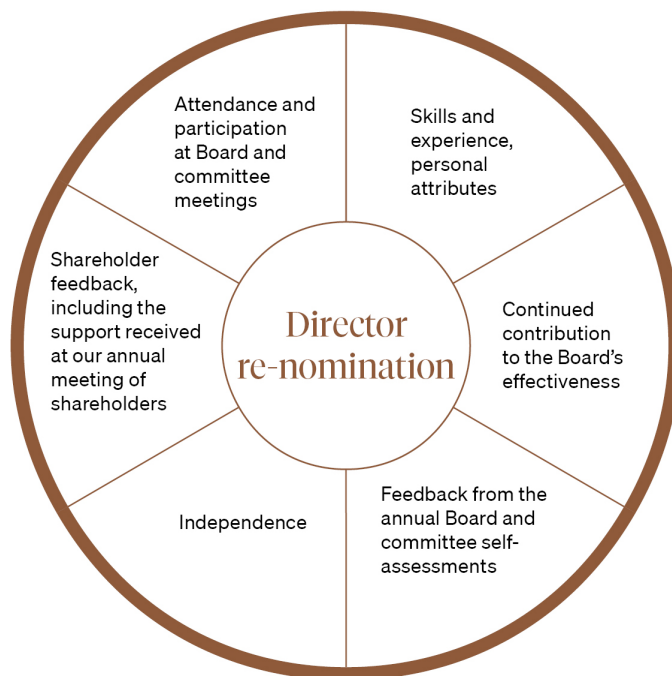 Attendance and
participation
at Board and
committee
meetings
Skills and
experience,
personal
attributes
Shareholder
feedback,
including the
support received
at our annual
meeting of
shareholders
Director
re-nomination
Continued
contribution
to the Board’s
effectiveness
Independence
Feedback from the
annual Board and
committee self-
assessments